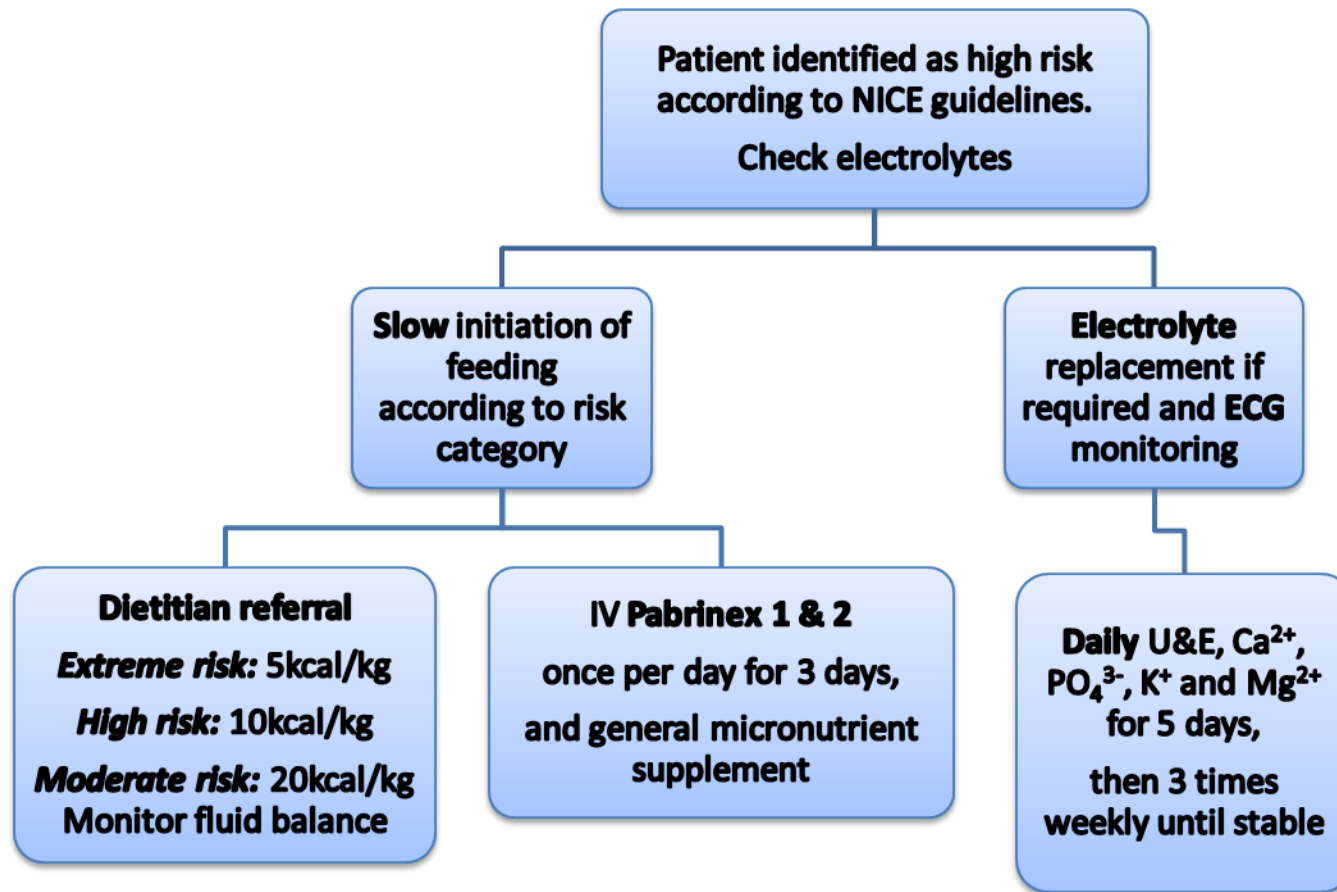 Patient identified as high risk
according to NICE guidelines.
Check electrolytes
Slow initiation of
feeding
according to risk
category
Electrolyte
replacement if
required and ECG
monitoring
Dietitian referral
Extreme risk: 5kcal/kg
High risk: 10kcal/kg
Moderate risk: 20kcal/kg
Monitor fluid balance
IV Pabrinex 1 & 2
once per day for 3 days,
and general micronutrient
supplement
Daily U&E, Ca²⁺,
PO₄³⁻, K⁺ and Mg²⁺
for 5 days,
then 3 times
weekly until stable